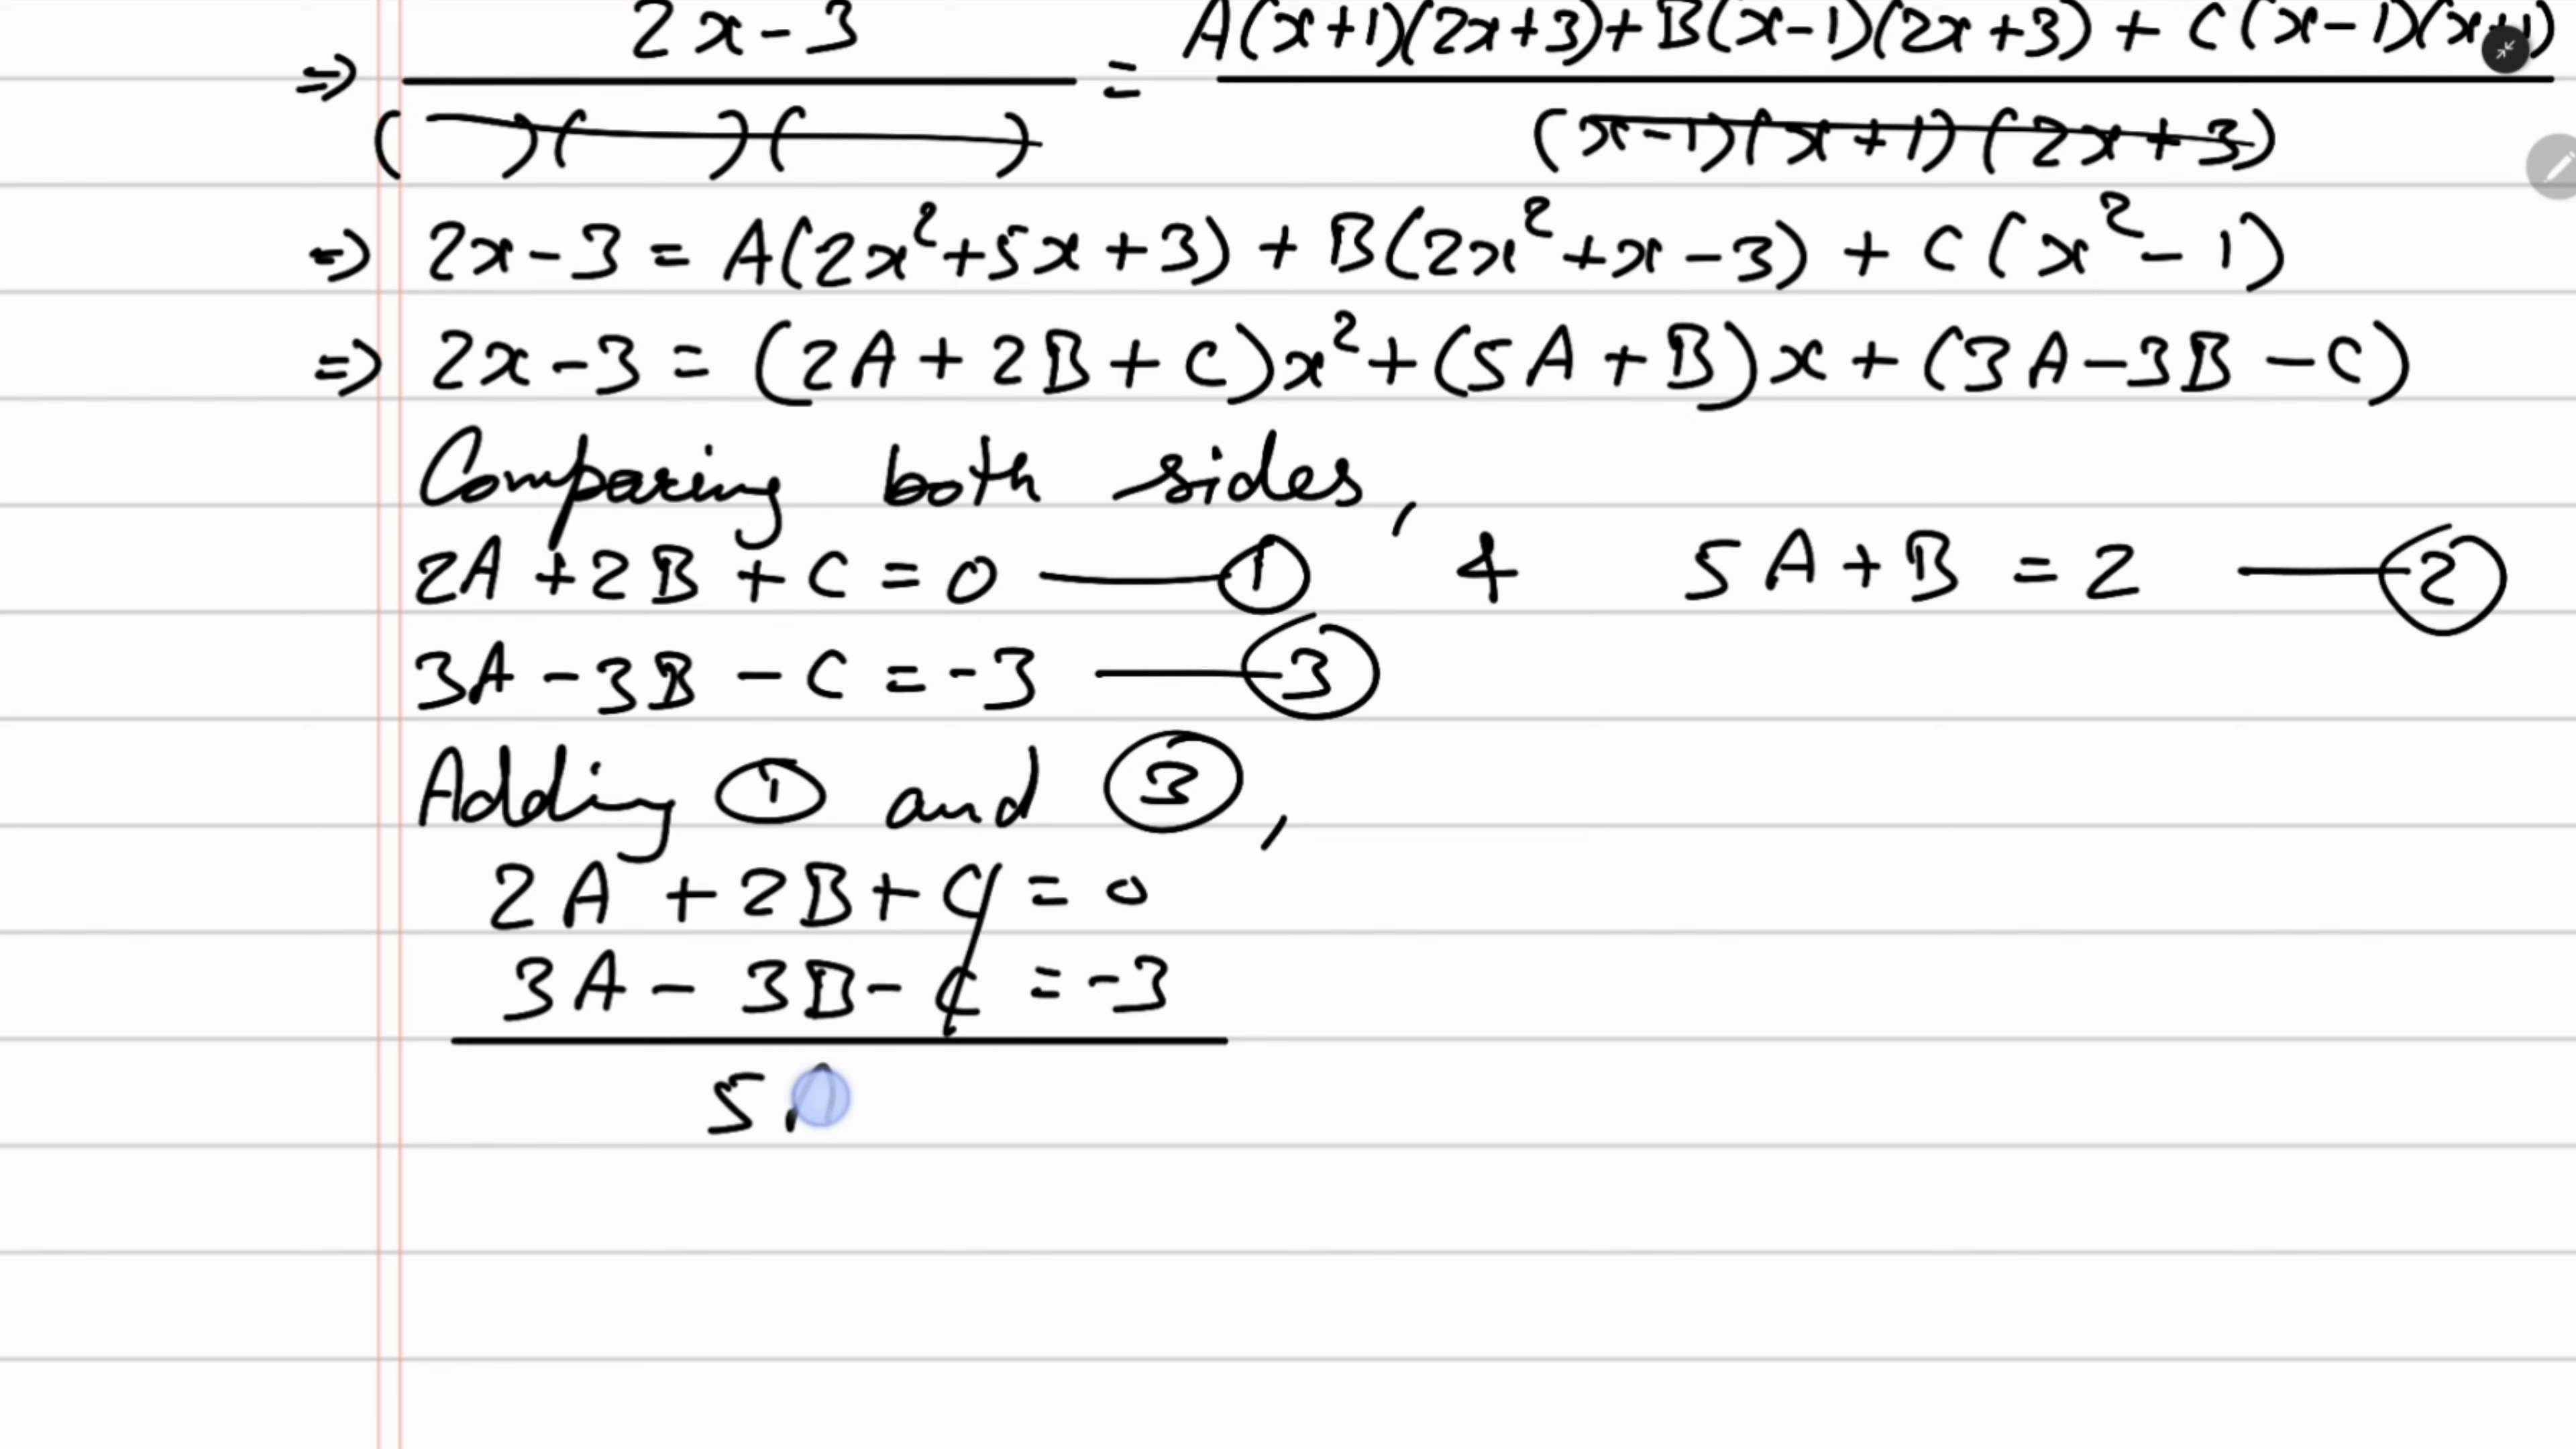 ⇒ 2x-3 / ( )( )( ) = A(x+1)(2x+3)+B(x-1)(2x+3)+C(x-1)(x+1) / (x-1)(x+1)(2x+3)
⇒ 2x-3 = A(2x²+5x+3) + B(2x²+x-3) + C(x²-1)
⇒ 2x-3 = (2A+2B+C)x²+(5A+B)x+(3A-3B-C)
Comparing both sides,
2A+2B+C=0 — ① & 5A+B=2 — ②
3A-3B-C=-3 — ③
Adding ① and ③,
2A+2B+C=0
3A-3B-C=-3
5